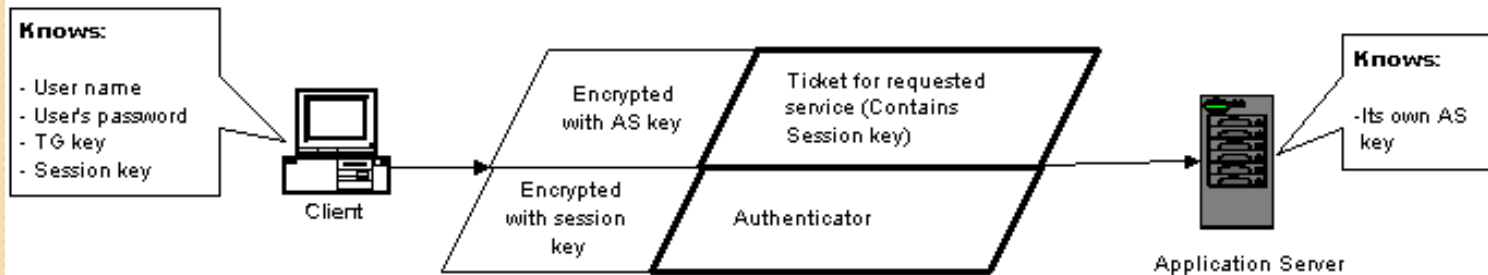 Knows:
- User name
- User's password
- TG key
- Session key
Client
Encrypted
with AS key
Ticket for requested
service (Contains
Session key)
Encrypted
with session
key
Authenticator
Knows:
-Its own AS
key
Application Server